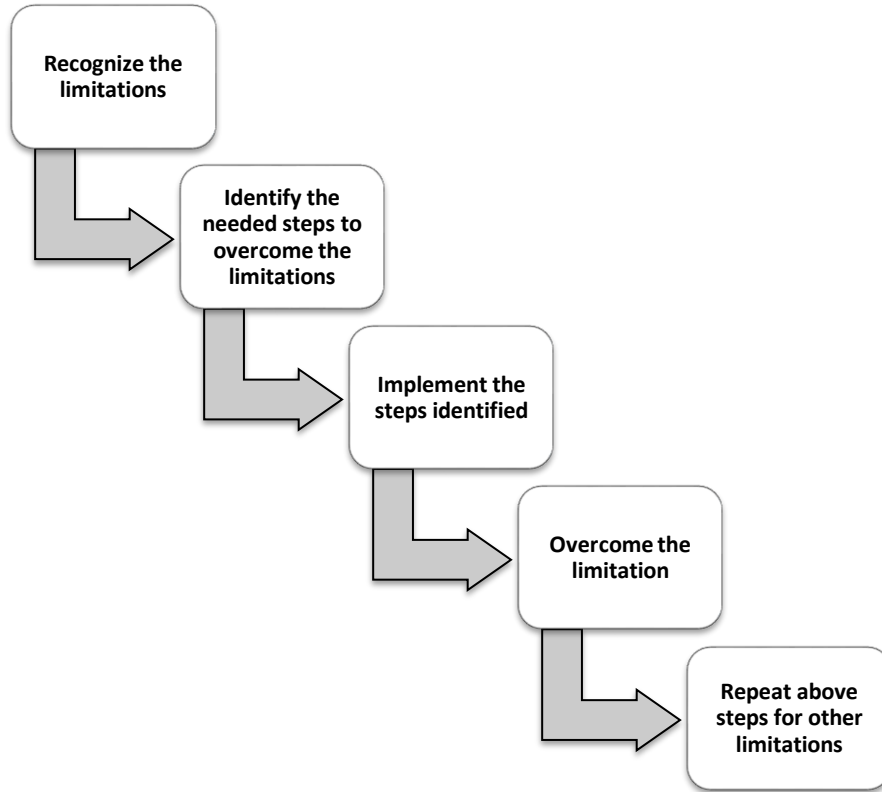 Recognize the
limitations
Identify the
needed steps to
overcome the
limitations
Implement the
steps identified
Overcome the
limitation
Repeat above
steps for other
limitations